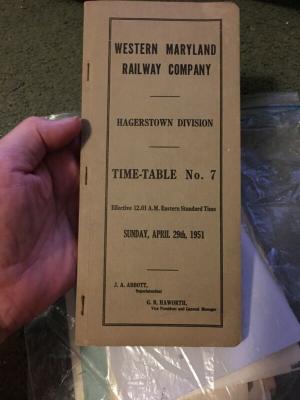 WESTERN MARYLAND
RAILWAY COMPANY
HAGERSTOWN DIVISION
TIME-TABLE No. 7
Effective 12.01 A.M. Eastern Standard Time
SUNDAY, APRIL 29th, 1951
J. A. ABBOTT,
Superintendent
G. R. HAWORTH,
Vice President and General Manager